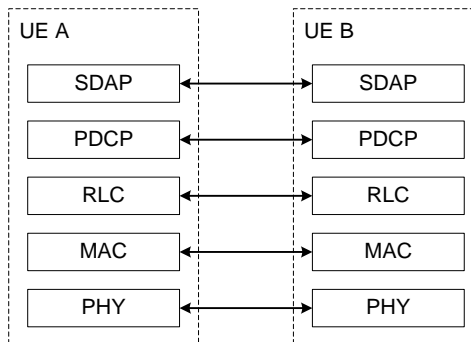 UE A UE B
SDAP SDAP
PDCP PDCP
RLC RLC
MAC MAC
PHY PHY